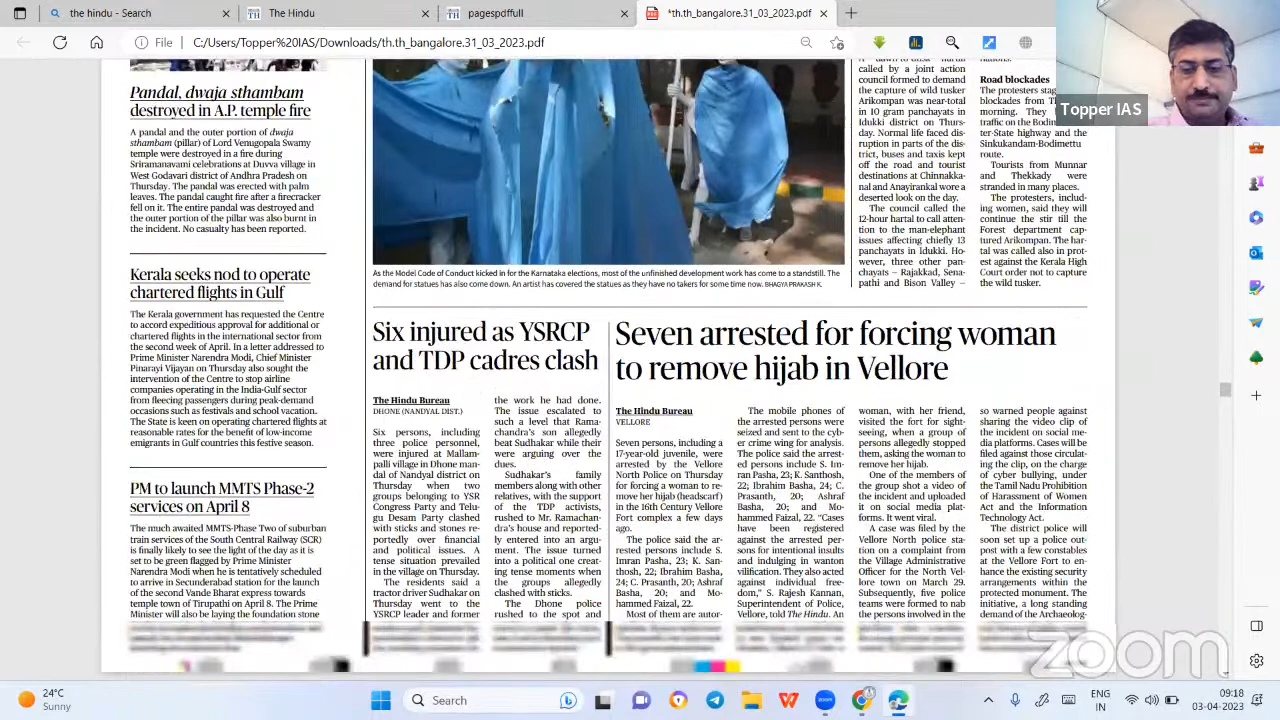 the hindu - Search
The Hindu
pagespdfull
*th.th_bangalore.31_03_2023.pdf
File
C:/Users/Topper%20IAS/Downloads/th.th_bangalore.31_03_2023.pdf
Topper IAS
Pandal, dwaja sthambam
destroyed in A.P. temple fire
A pandal and the outer portion of dwaja
sthambam (pillar) of Lord Venugopala Swamy
temple were destroyed in a fire during
Sriramanavami celebrations at Duvva village in
West Godavari district of Andhra Pradesh on
Thursday. The pandal was erected with palm
leaves. The pandal caught fire after a firecracker
fell on it. The entire pandal was destroyed and
the outer portion of the pillar was also burnt in
the incident. No casualty has been reported.
Kerala seeks nod to operate
chartered flights in Gulf
The Kerala government has requested the Centre
to accord expeditious approval for additional or
chartered flights in the international sector from
the second week of April. In a letter addressed to
Prime Minister Narendra Modi, Chief Minister
Pinarayi Vijayan on Thursday also sought the
intervention of the Centre to stop airline
companies operating in the India-Gulf sector
from fleecing passengers during peak-demand
occasions such as festivals and school vacation.
The State is keen on operating chartered flights at
reasonable rates for the benefit of low-income
emigrants in Gulf countries this festive season.
PM to launch MMTS Phase-2
services on April 8
The much awaited MMTS-Phase Two of suburban
train services of the South Central Railway (SCR)
is finally likely to see the light of the day as it is
set to be green flagged by Prime Minister
Narendra Modi when he is tentatively scheduled
to arrive in Secunderabad station for the launch
of the second Vande Bharat express towards
temple town of Tirupathi on April 8. The Prime
Minister will also be laying the foundation stone
As the Model Code of Conduct kicked in for the Karnataka elections, most of the unfinished development work has come to a standstill. The
demand for statues has also come down. An artist has covered the statues as they have no takers for some time now. BHAGYA PRAKASH K.
called by a joint action
council formed to demand
the capture of wild tusker
Arikompan was near-total
in 10 gram panchayats in
Idukki district on Thurs-
day. Normal life faced dis-
ruption in parts of the dis-
trict, buses and taxis kept
off the road and tourist
destinations at Chinnakka-
nal and Anayirankal wore a
deserted look on the day.
The council called the
12-hour hartal to call atten-
tion to the man-elephant
issues affecting chiefly 13
panchayats in Idukki. Ho-
wever, three other pan-
chayats – Rajakkad, Sena-
pathi and Bison Valley –
Road blockades
The protesters stag
blockades from T
morning. They
traffic on the Bodin
ter-State highway and the
Sinkukandam-Bodimettu
route.
Tourists from Munnar
and Thekkady were
stranded in many places.
The protesters, includ-
ing women, said they will
continue the stir till the
Forest department cap-
tured Arikompan. The har-
tal was called also in prot-
est against the Kerala High
Court order not to capture
the wild tusker.
Six injured as YSRCP
and TDP cadres clash
The Hindu Bureau
DHONE (NANDYAL DIST.)
Six persons, including
three police personnel,
were injured at Mallam-
palli village in Dhone man-
dal of Nandyal district on
Thursday when two
groups belonging to YSR
Congress Party and Telu-
gu Desam Party clashed
with sticks and stones re-
portedly over financial
and political issues. A
tense situation prevailed
in the village on Thursday.
The residents said a
tractor driver Sudhakar on
Thursday went to the
YSRCP leader and former
the work he had done.
The issue escalated to
such a level that Rama-
chandra's son allegedly
beat Sudhakar while their
were arguing over the
dues.
Sudhakar's family
members along with other
relatives, with the support
of the TDP activists,
rushed to Mr. Ramachan-
dra's house and reported-
ly entered into an argu-
ment. The issue turned
into a political one creat-
ing tense moments when
the groups allegedly
clashed with sticks.
The Dhone police
rushed to the spot and
Seven arrested for forcing woman
to remove hijab in Vellore
The Hindu Bureau
VELLORE
Seven persons, including a
17-year-old juvenile, were
arrested by the Vellore
North Police on Thursday
for forcing a woman to re-
move her hijab (headscarf)
in the 16th Century Vellore
Fort complex a few days
ago.
The police said the ar-
rested persons include S.
Imran Pasha, 23; K. San-
thosh, 22; Ibrahim Basha,
24; C. Prasanth, 20; Ashraf
Basha, 20; and Mo-
hammed Faizal, 22.
Most of them are autor-
The mobile phones of
the arrested persons were
seized and sent to the cyb-
er crime wing for analysis.
The police said the arrest-
ed persons include S. Im-
ran Pasha, 23; K. Santhosh,
22; Ibrahim Basha, 24; C.
Prasanth, 20; Ashraf
Basha, 20; and Mo-
hammed Faizal, 22. “Cases
have been registered
against the arrested per-
sons for intentional insults
and indulging in wanton
vilification. They also acted
against individual free-
dom,” S. Rajesh Kannan,
Superintendent of Police,
Vellore, told The Hindu. An
woman, with her friend,
visited the fort for sight-
seeing, when a group of
persons allegedly stopped
them, asking the woman to
remove her hijab.
One of the members of
the group shot a video of
the incident and uploaded
it on social media plat-
forms. It went viral.
A case was filed by the
Vellore North police sta-
tion on a complaint from
the Village Administrative
Officer for the North Vel-
lore town on March 29.
Subsequently, five police
teams were formed to nab
the persons involved in the
so warned people against
sharing the video clip of
the incident on social me-
dia platforms. Cases will be
filed against those circulat-
ing the clip, on the charge
of cyber bullying, under
the Tamil Nadu Prohibition
of Harassment of Women
Act and the Information
Technology Act.
A district police will
soon set up a police out-
post with a few constables
at the Vellore Fort to en-
hance the existing security
arrangements within the
protected monument. The
initiative, a long standing
demand of the Archaeolog-
zoom
24°C
Sunny
Search
ENG
IN
09:18
03-04-2023